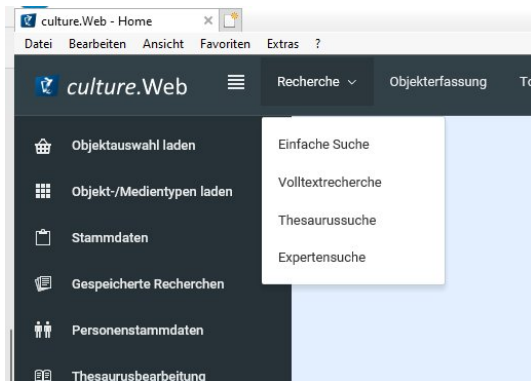 culture.Web - Home
Datei Bearbeiten Ansicht Favoriten Extras ?
culture.Web
Recherche
Objekterfassung
Einfache Suche
Volltextrecherche
Thesaurussuche
Expertensuche
Objektauswahl laden
Objekt-/Medientypen laden
Stammdaten
Gespeicherte Recherchen
Personenstammdaten
Thesaurusbearbeitung